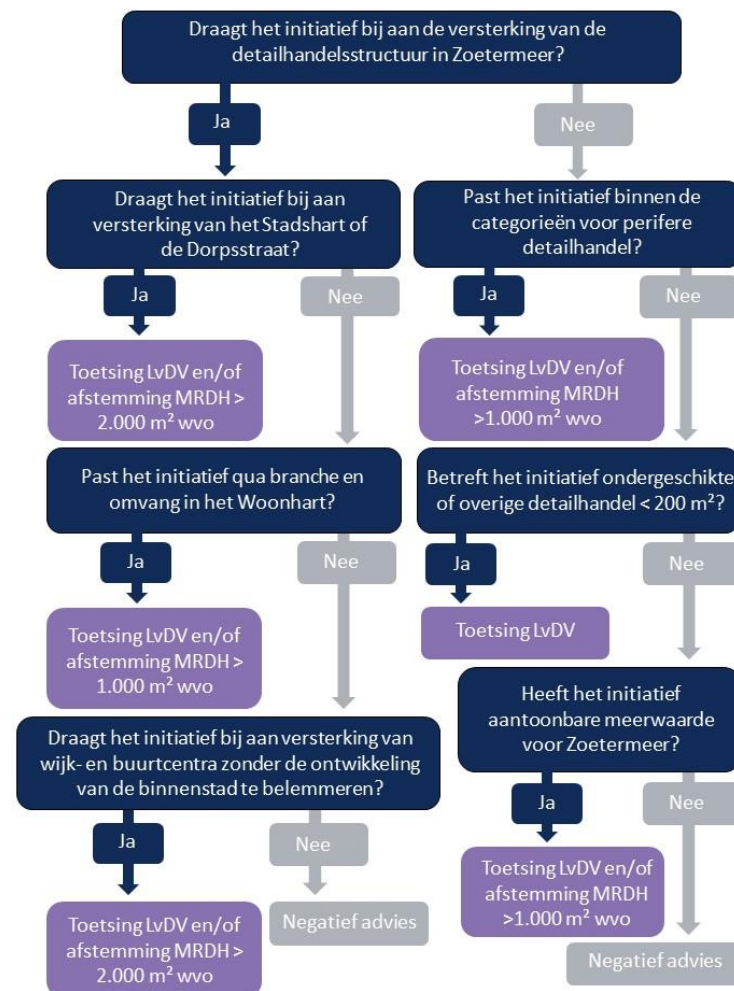 Draagt het initiatief bij aan de versterking van de
detailhandelsstructuur in Zoetermeer?
Ja
Nee
Draagt het initiatief bij aan
versterking van het Stadshart of
de Dorpsstraat?
Past het initiatief binnen de
categorieën voor perifere
detailhandel?
Ja
Nee
Ja
Nee
Toetsing LvDV en/of
afstemming MRDH >
2.000 m² wvo
Toetsing LvDV en/of
afstemming MRDH
>1.000 m² wvo
Past het initiatief qua branche en
omvang in het Woonhart?
Betreft het initiatief ondergeschikte
of overige detailhandel < 200 m²?
Ja
Nee
Ja
Nee
Toetsing LvDV en/of
afstemming MRDH >
1.000 m² wvo
Toetsing LvDV
Draagt het initiatief bij aan versterking van
wijk- en buurtcentra zonder de ontwikkeling
van de binnenstad te belemmeren?
Heeft het initiatief
aantoonbare meerwaarde
voor Zoetermeer?
Ja
Nee
Ja
Nee
Toetsing LvDV en/of
afstemming MRDH >
2.000 m² wvo
Negatief advies
Toetsing LvDV en/of
afstemming MRDH
>1.000 m² wvo
Negatief advies